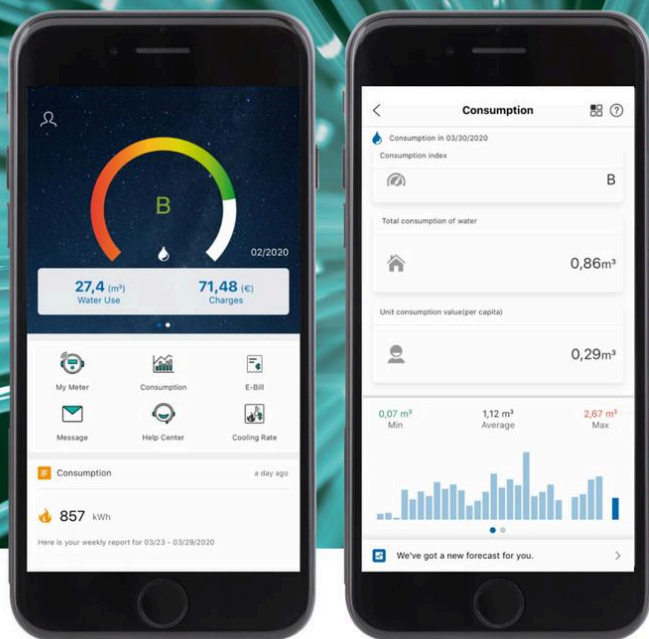 B
02/2020
27,4 (m³)
Water Use
71,48 (€)
Charges
My Meter
Consumption
E-Bill
Message
Help Center
Cooling Rate
Consumption
a day ago
857 kWh
Here is your weekly report for 03/23 - 03/29/2020
Consumption
Consumption in 03/30/2020
Consumption index
B
Total consumption of water
0,86m³
Unit consumption value(per capita)
0,29m³
0,07 m³
Min
1,12 m³
Average
2,67 m³
Max
We've got a new forecast for you.